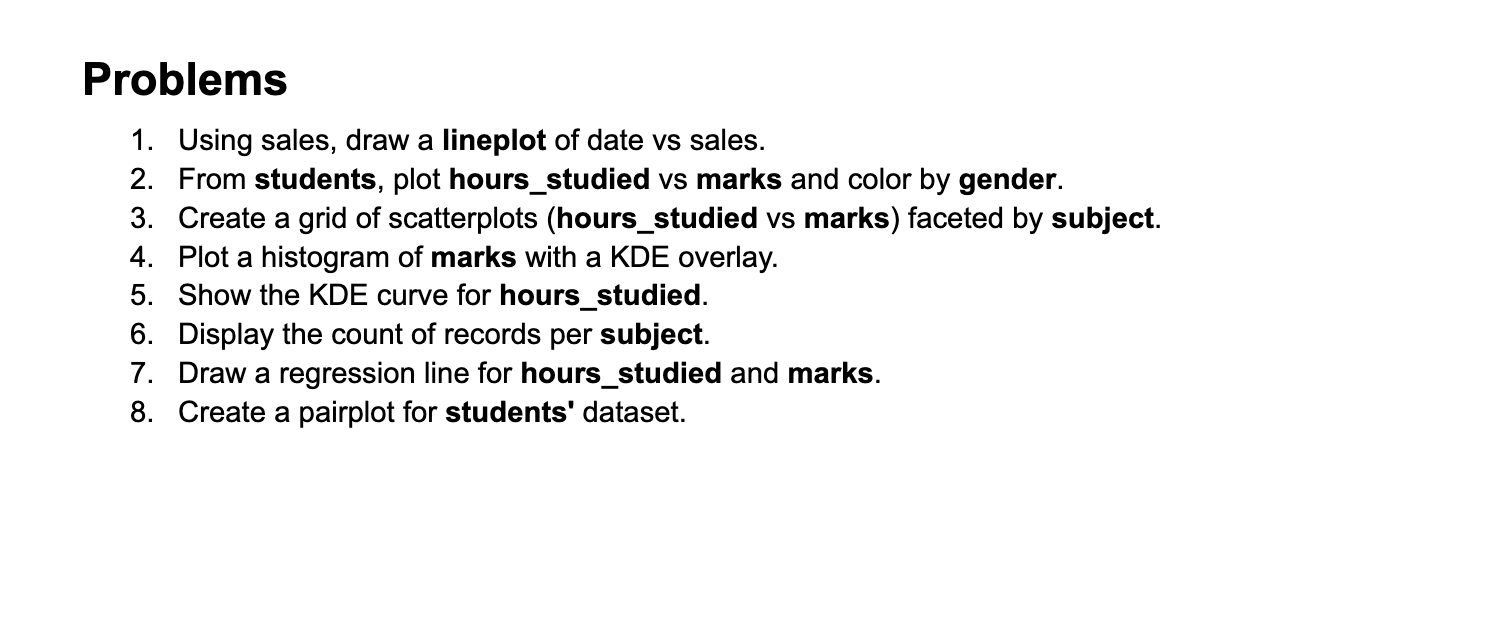 Problems
1. Using sales, draw a lineplot of date vs sales.
2. From students, plot hours_studied vs marks and color by gender.
3. Create a grid of scatterplots (hours_studied vs marks) faceted by subject.
4. Plot a histogram of marks with a KDE overlay.
5. Show the KDE curve for hours_studied.
6. Display the count of records per subject.
7. Draw a regression line for hours_studied and marks.
8. Create a pairplot for students' dataset.